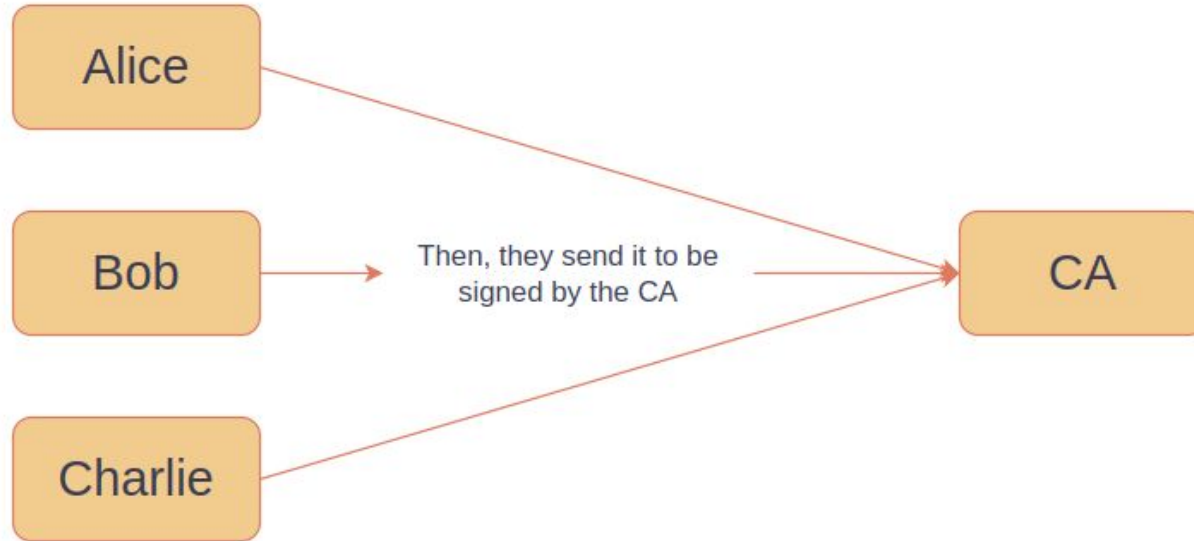 Alice
Bob
Then, they send it to be
signed by the CA
CA
Charlie